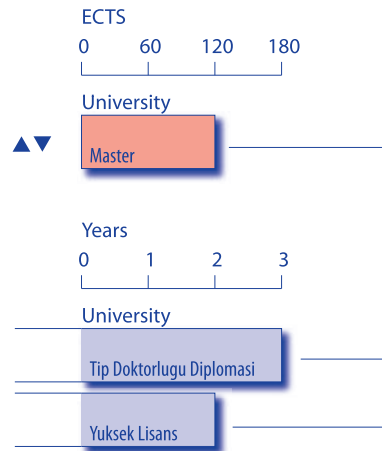 ECTS
0 60 120 180
University
Master
Years
0 1 2 3
University
Tip Doktorlugu Diplomasi
Yuksek Lisans